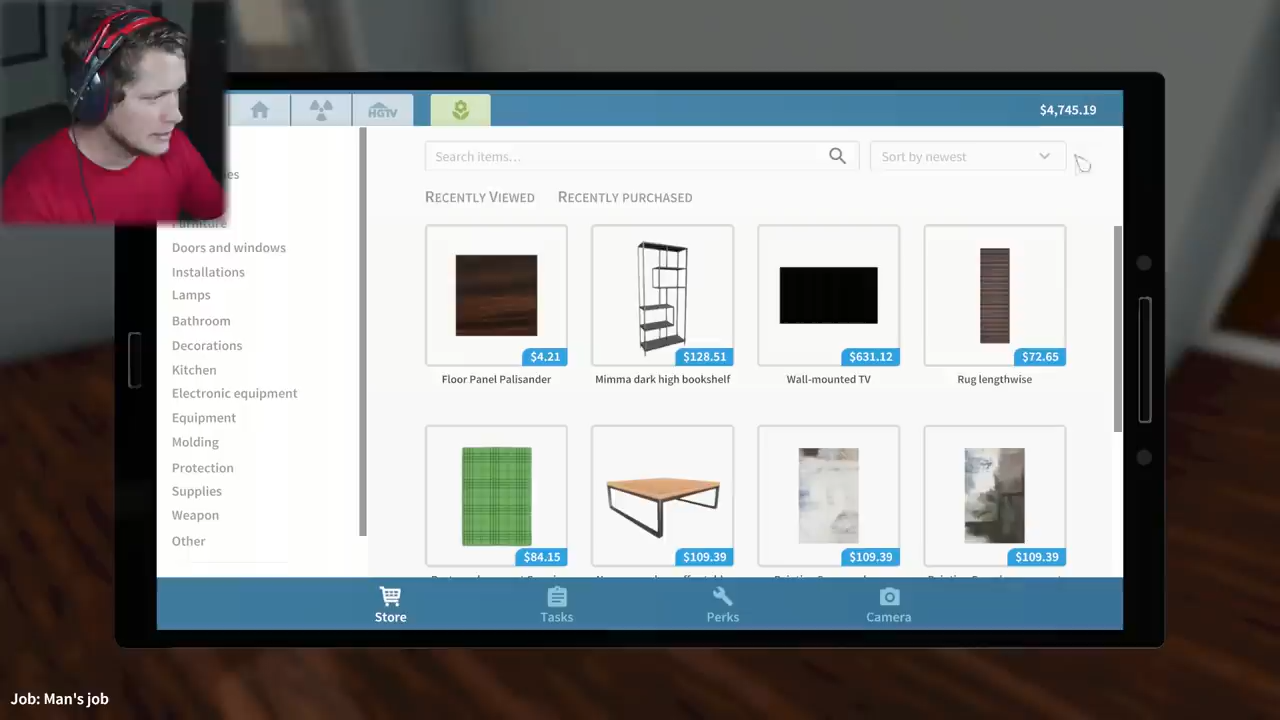 HGTV
$4,745.19
Search items...
Sort by newest
RECENTLY VIEWED
RECENTLY PURCHASED
Furniture
Doors and windows
Installations
Lamps
Bathroom
Decorations
Kitchen
Electronic equipment
Equipment
Molding
Protection
Supplies
Weapon
Other
$4.21
$128.51
$631.12
$72.65
Floor Panel Palisander
Mimma dark high bookshelf
Wall-mounted TV
Rug lengthwise
$84.15
$109.39
$109.39
$109.39
Store
Tasks
Perks
Camera
Job: Man's job